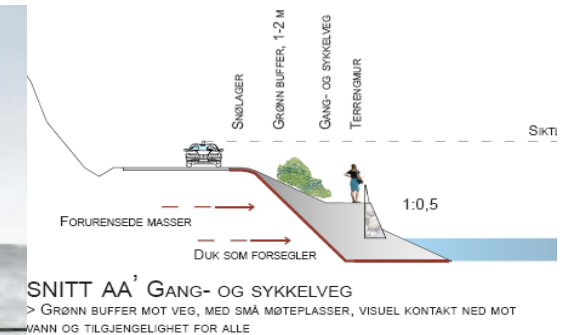 SNØLAGER
GRØNN BUFFER, 1-2 M
GANG- OG SYKKELVEG
TERRENGMUR
1:0,5
FORURENSEDE MASSER
DUK SOM FORSEGLER
SNITT AA' GANG- OG SYKKELVEG
> GRØNN BUFFER MOT VEG, MED SMÅ MØTEPLASSER, VISUEL KONTAKT NED MOT
VANN OG TILGJENGELIGHET FOR ALLE